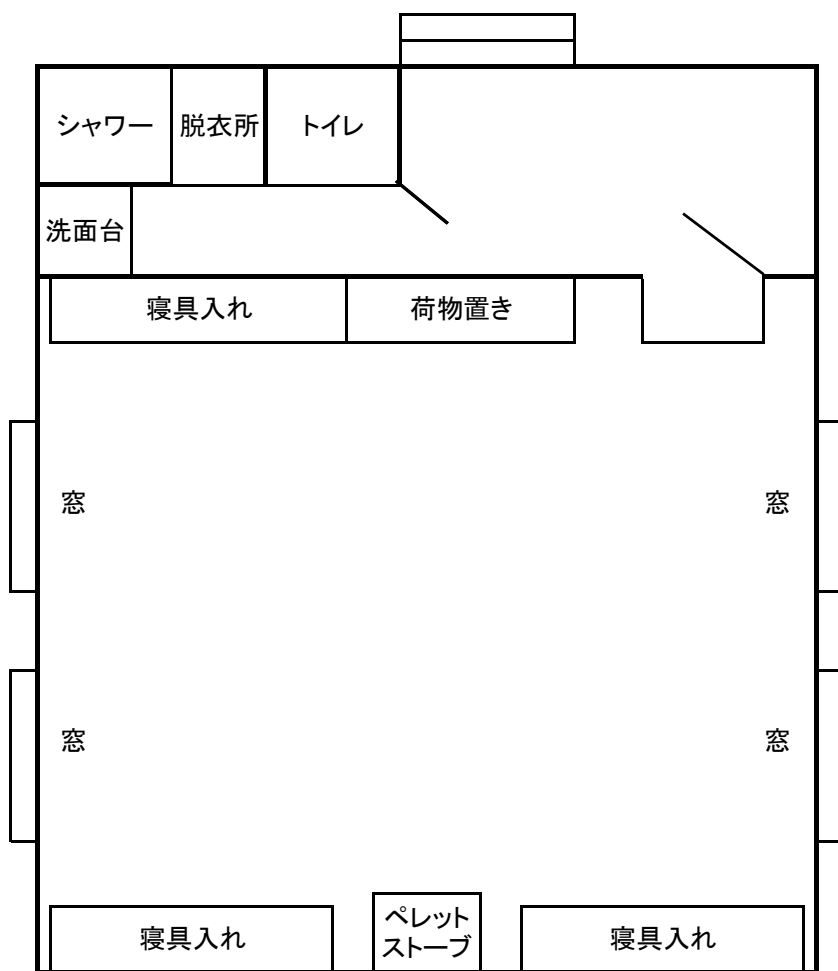 シャワー
脱衣所
トイレ
洗面台
寝具入れ
荷物置き
窓
窓
窓
窓
寝具入れ
ペレット
ストーブ
寝具入れ